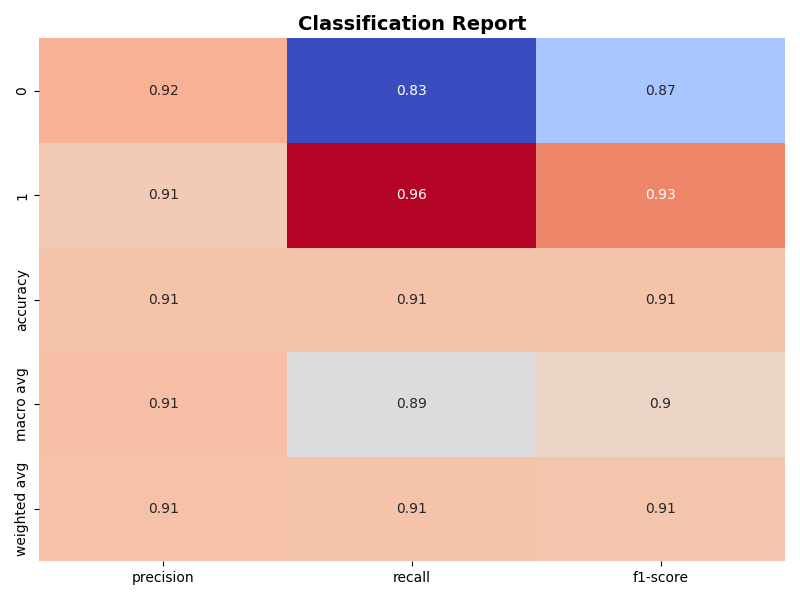 Classification Report
0 0.92 0.83 0.87
1 0.91 0.96 0.93
accuracy 0.91 0.91 0.91
macro avg 0.91 0.89 0.9
weighted avg 0.91 0.91 0.91
precision recall f1-score